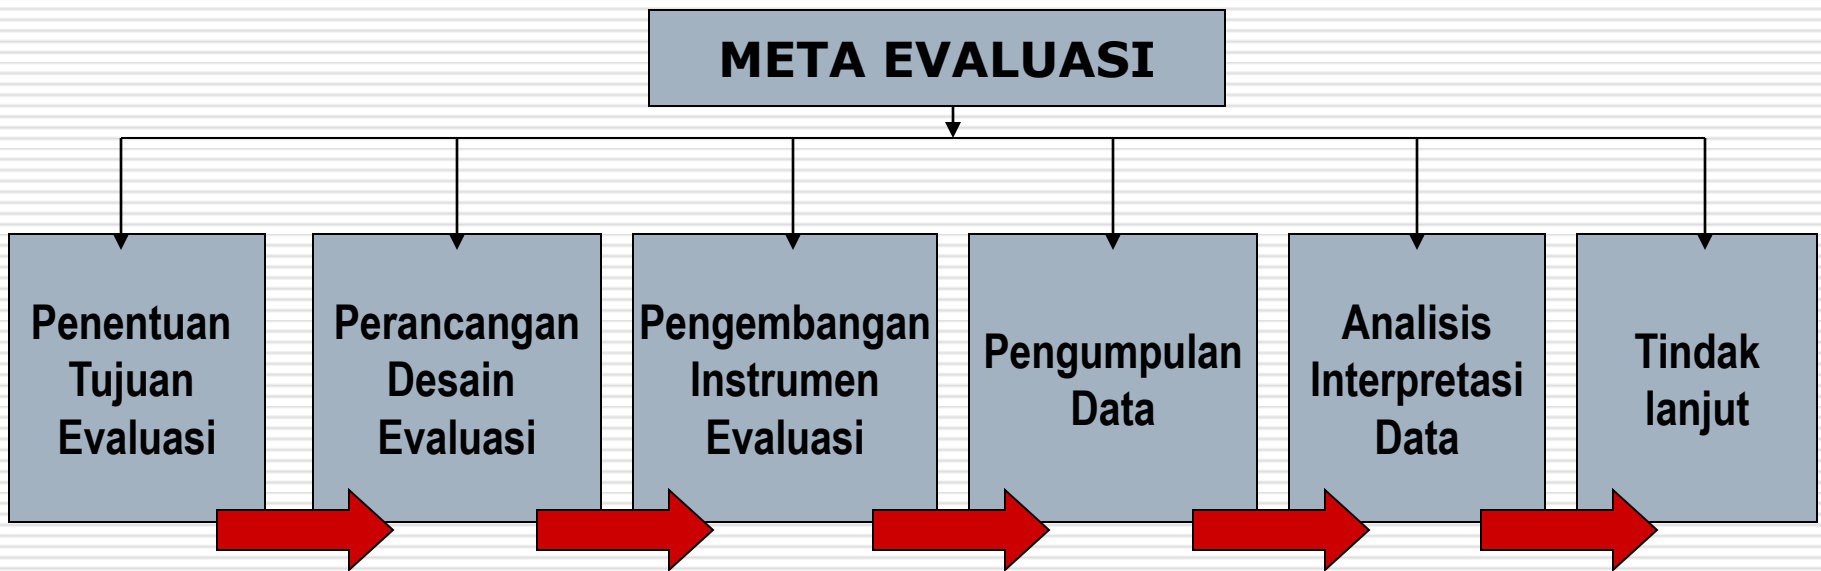 META EVALUASI
Penentuan
Tujuan
Evaluasi
Perancangan
Desain
Evaluasi
Pengembangan
Instrumen
Evaluasi
Pengumpulan
Data
Analisis
Interpretasi
Data
Tindak
lanjut